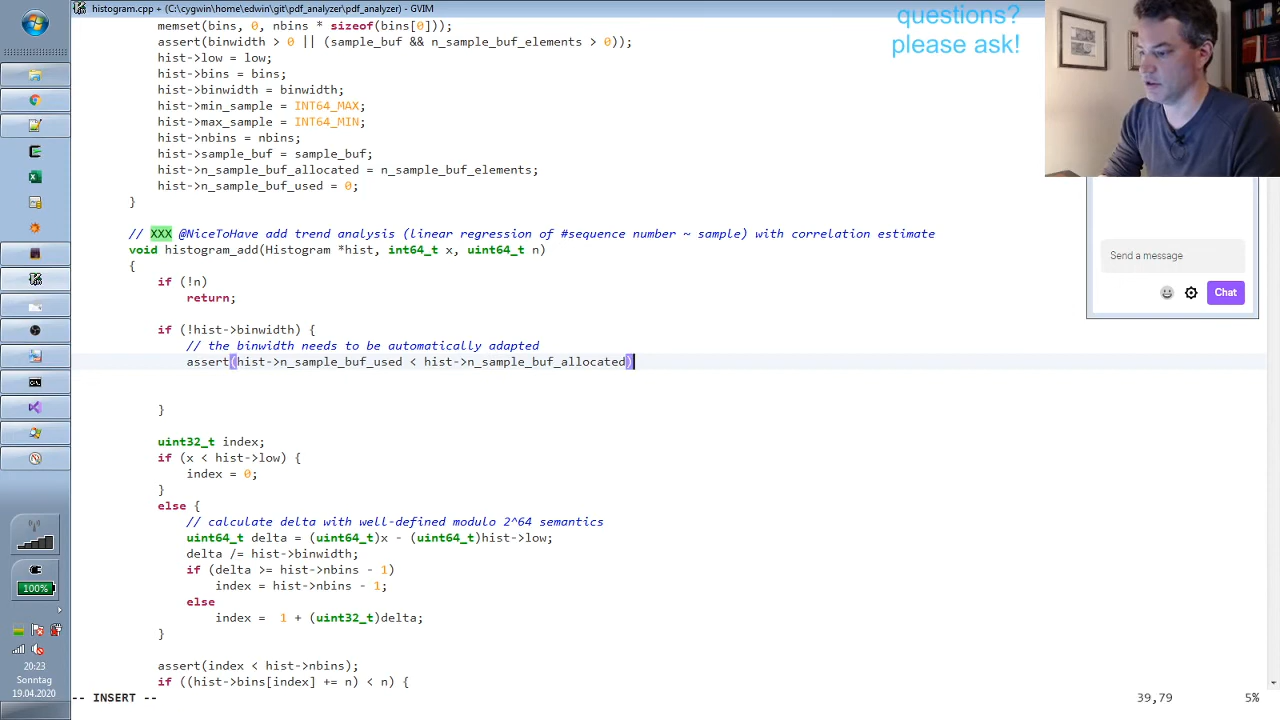 histogram.cpp + (C:\cygwin\home\edwin\git\pdf_analyzer\pdf_analyzer) - GVIM
questions?
please ask!
memset(bins, 0, nbins * sizeof(bins[0]));
assert(binwidth > 0 || (sample_buf && n_sample_buf_elements > 0));
hist->low = low;
hist->bins = bins;
hist->binwidth = binwidth;
hist->min_sample = INT64_MAX;
hist->max_sample = INT64_MIN;
hist->nbins = nbins;
hist->sample_buf = sample_buf;
hist->n_sample_buf_allocated = n_sample_buf_elements;
hist->n_sample_buf_used = 0;
}
// XXX @NiceToHave add trend analysis (linear regression of #sequence number ~ sample) with correlation estimate
void histogram_add(Histogram *hist, int64_t x, uint64_t n)
{
if (!n)
return;
if (!hist->binwidth) {
// the binwidth needs to be automatically adapted
assert(hist->n_sample_buf_used < hist->n_sample_buf_allocated)
}
uint32_t index;
if (x < hist->low) {
index = 0;
}
else {
// calculate delta with well-defined modulo 2^64 semantics
uint64_t delta = (uint64_t)x - (uint64_t)hist->low;
delta /= hist->binwidth;
if (delta >= hist->nbins - 1)
index = hist->nbins - 1;
else
index =  1 + (uint32_t)delta;
}
assert(index < hist->nbins);
if ((hist->bins[index] += n) < n) {
-- INSERT --
39,79
5%
Send a message
Chat
100%
20:23
Sonntag
19.04.2020